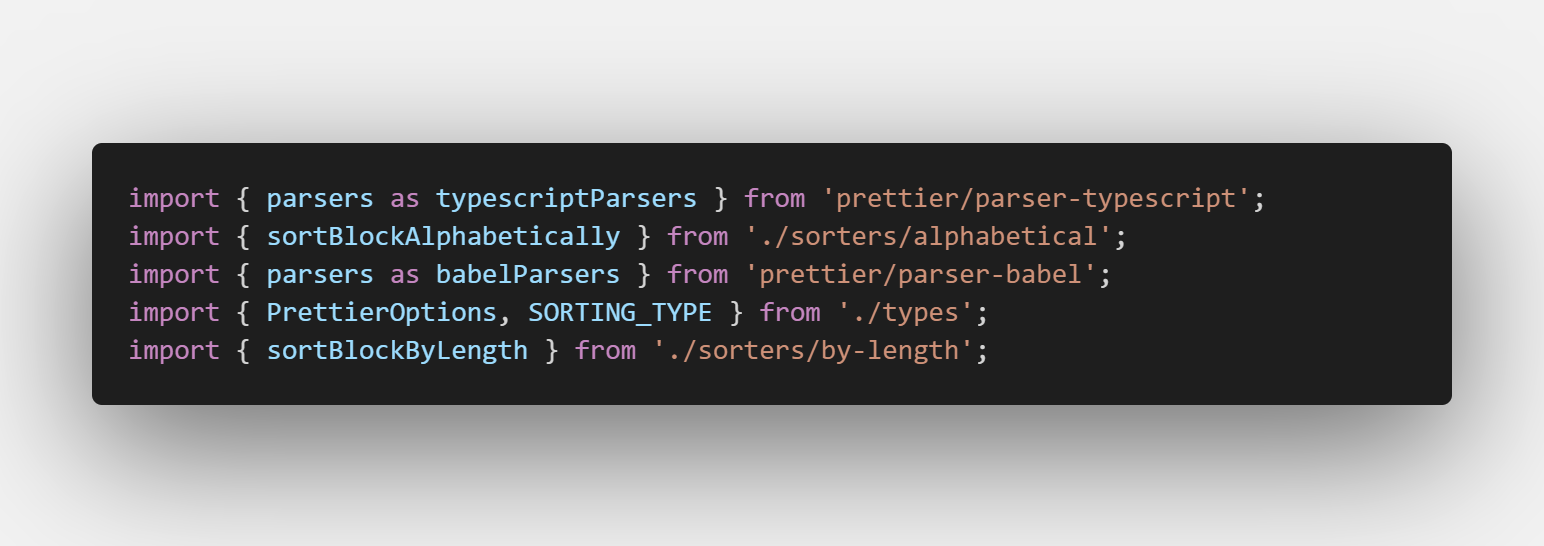 import { parsers as typescriptParsers } from 'prettier/parser-typescript';
import { sortBlockAlphabetically } from './sorters/alphabetical';
import { parsers as babelParsers } from 'prettier/parser-babel';
import { PrettierOptions, SORTING_TYPE } from './types';
import { sortBlockByLength } from './sorters/by-length';